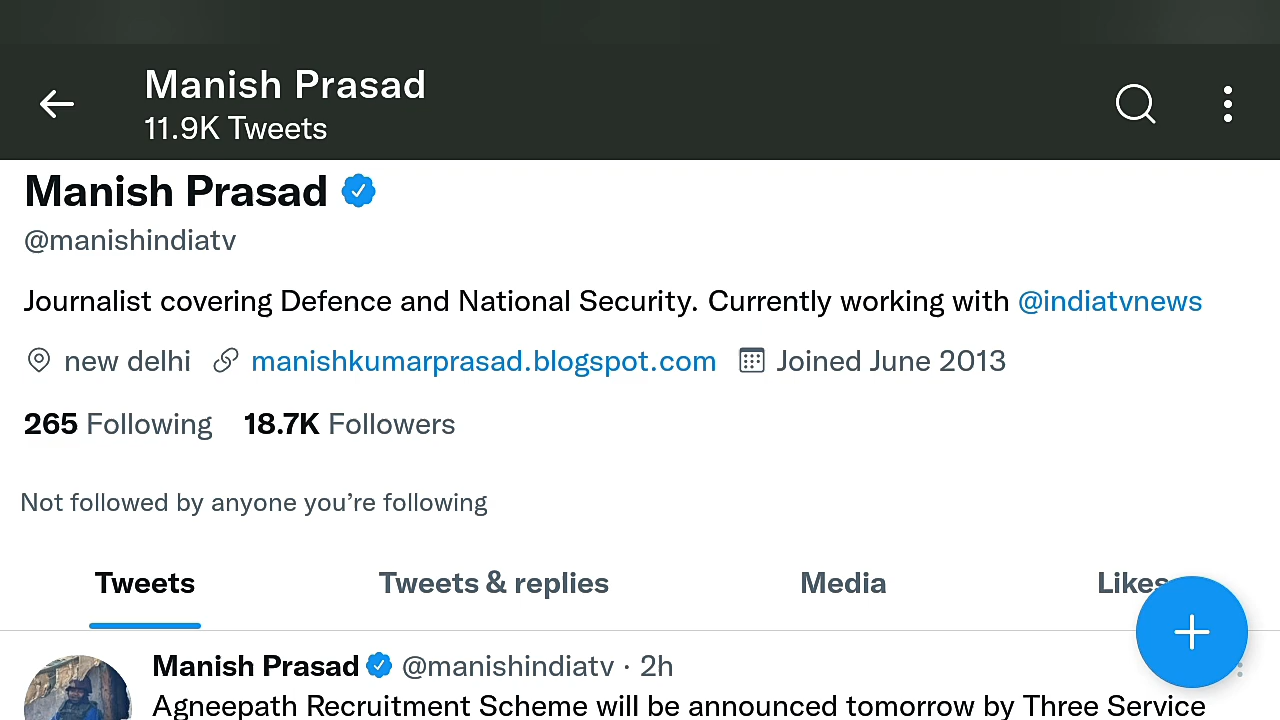 Manish Prasad
11.9K Tweets
Manish Prasad
@manishindiatv
Journalist covering Defence and National Security. Currently working with @indiatvnews
new delhi manishkumarprasad.blogspot.com Joined June 2013
265 Following 18.7K Followers
Not followed by anyone you’re following
Tweets Tweets & replies Media Likes
Manish Prasad @manishindiatv · 2h
Agneepath Recruitment Scheme will be announced tomorrow by Three Service